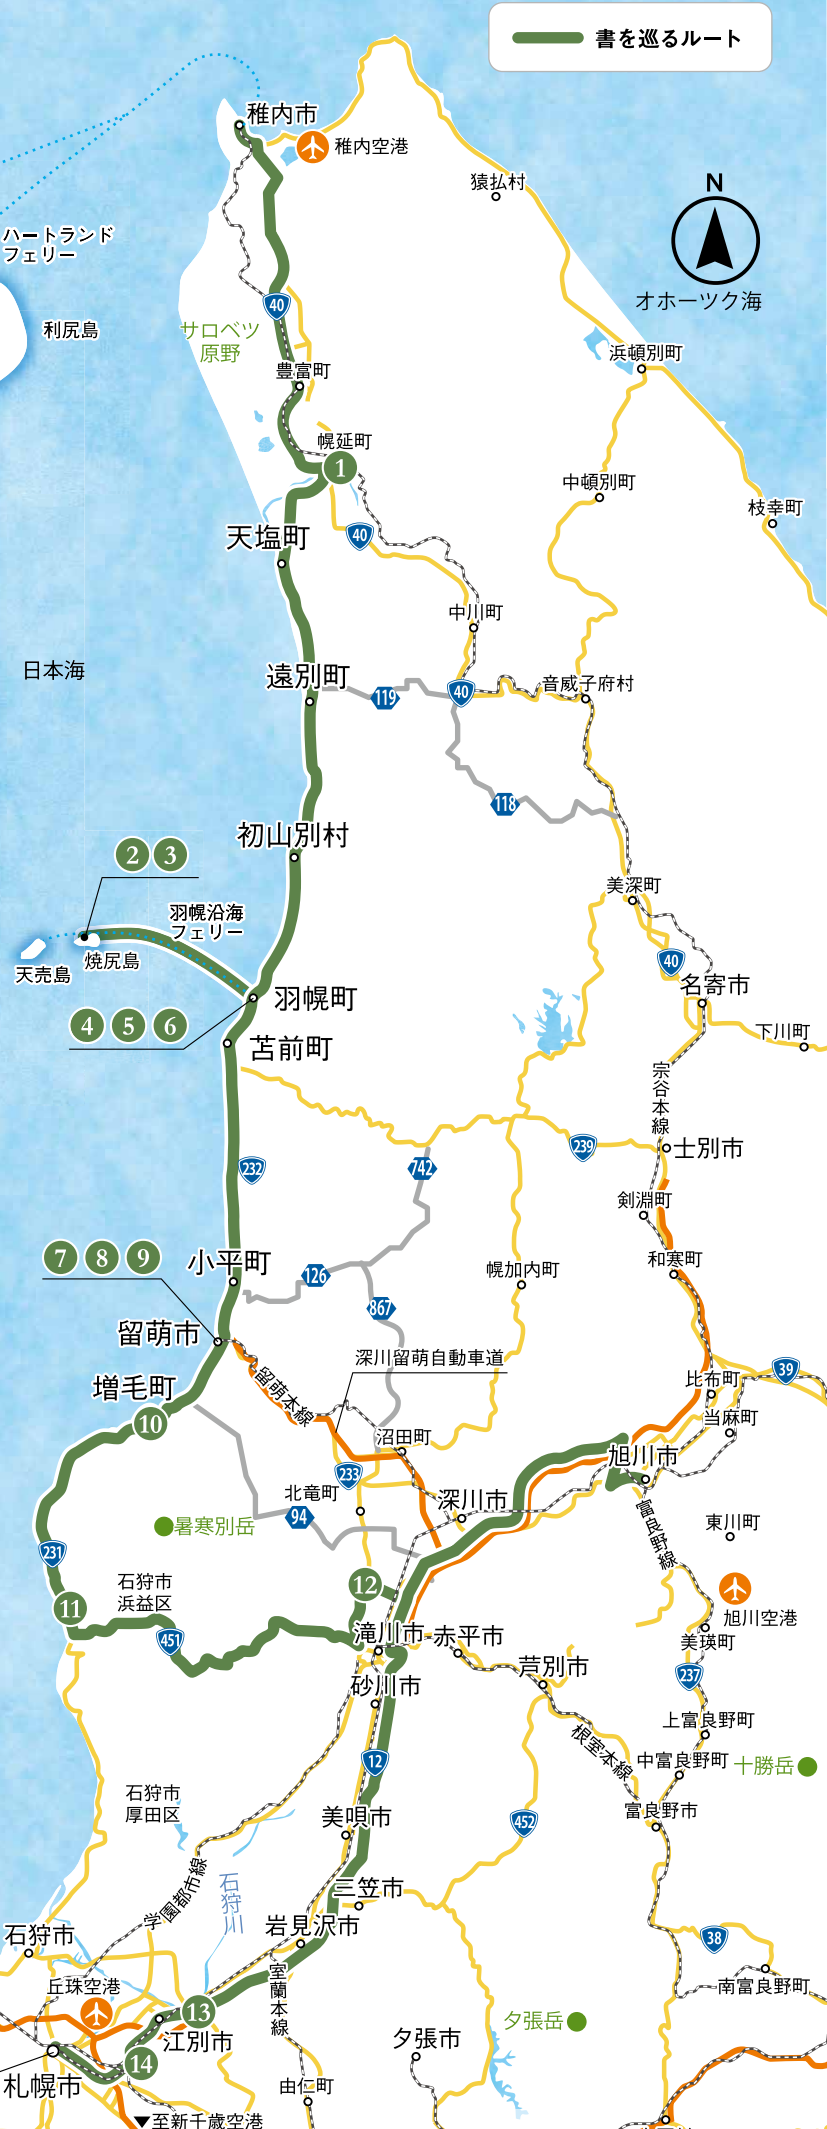 書を巡るルート
稚内市
稚内空港
猿払村
N
オホーツク海
ハートランド
フェリー
利尻島
40
サロベツ
原野
浜頓別町
豊富町
幌延町
1
中頓別町
枝幸町
天塩町
40
中川町
日本海
遠別町
119
40
音威子府村
118
初山別村
2 3
美深町
羽幌沿海
フェリー
焼尻島
天売島
40
名寄市
羽幌町
4 5 6
下川町
苫前町
宗谷本線
239
士別市
232
742
剣淵町
7 8 9
小平町
和寒町
126
幌加内町
867
留萌市
深川留萌自動車道
39
増毛町
留萌本線
比布町
10
当麻町
沼田町
旭川市
233
北竜町
深川市
94
富良野線
東川町
暑寒別岳
231
石狩市
浜益区
12
旭川空港
11
451
滝川市
赤平市
美瑛町
芦別市
237
砂川市
上富良野町
根室本線
中富良野町
十勝岳
12
石狩市
厚田区
富良野市
美唄市
452
学園都市線
石狩川
三笠市
岩見沢市
石狩市
38
室蘭本線
丘珠空港
南富良野町
13
夕張岳
江別市
夕張市
14
札幌市
由仁町
▼至新千歳空港